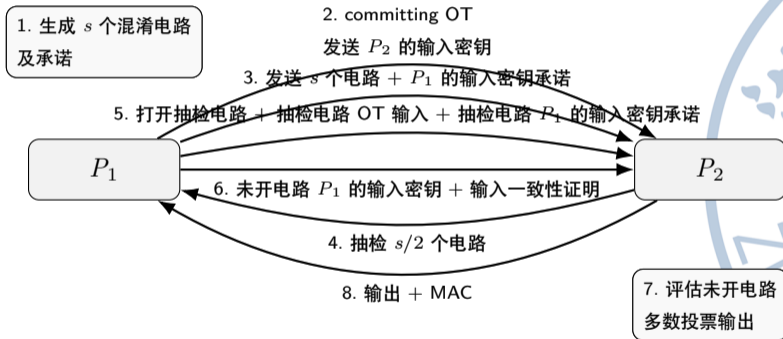 1. 生成 s 个混淆电路
及承诺
2. committing OT
发送 P₂ 的输入密钥
3. 发送 s 个电路 + P₁ 的输入密钥承诺
5. 打开抽检电路 + 抽检电路 OT 输入 + 抽检电路 P₁ 的输入密钥承诺
P₁
P₂
6. 未开电路 P₁ 的输入密钥 + 输入一致性证明
4. 抽检 s/2 个电路
8. 输出 + MAC
7. 评估未开电路
多数投票输出